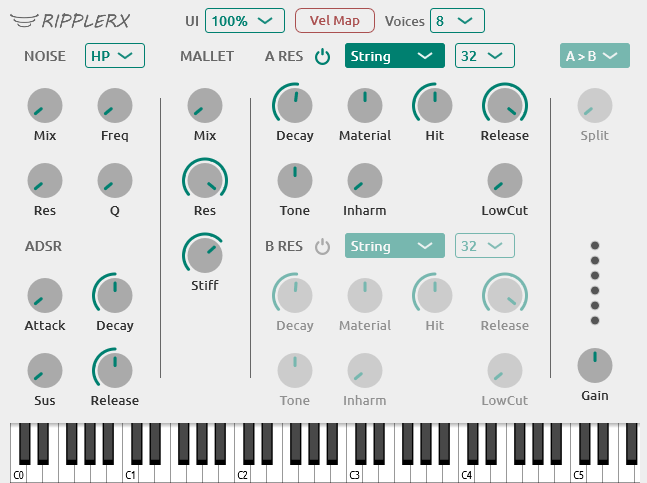 RIPPLERX UI 100% Vel Map Voices 8
NOISE HP MALLET A RES String 32 A > B
Mix Freq Mix Decay Material Hit Release Split
Res Q Res Tone Inharm LowCut
ADSR B RES String 32
Stiff
Attack Decay Decay Material Hit Release
Sus Release Tone Inharm LowCut Gain
C0 C1 C2 C3 C4 C5